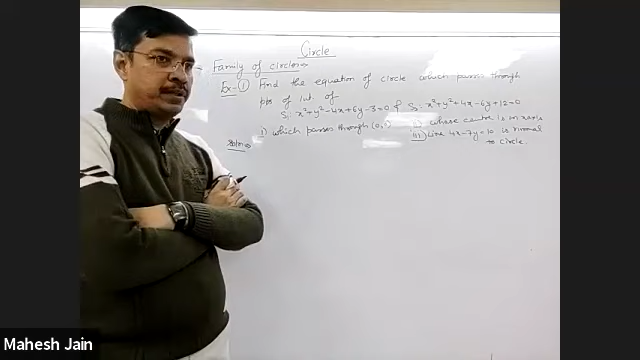 Circle
Family of circles →
Ex-① Find the equation of circle which passes through
pts of int. of
S₁: x²+y²-4x+6y-3=0 & S₂: x²+y²+4x-6y+12=0
i) which passes through (0, ii) whose centre is on x-axis
Soln → iii) Line 4x-7y=10 is normal
to circle.
Mahesh Jain